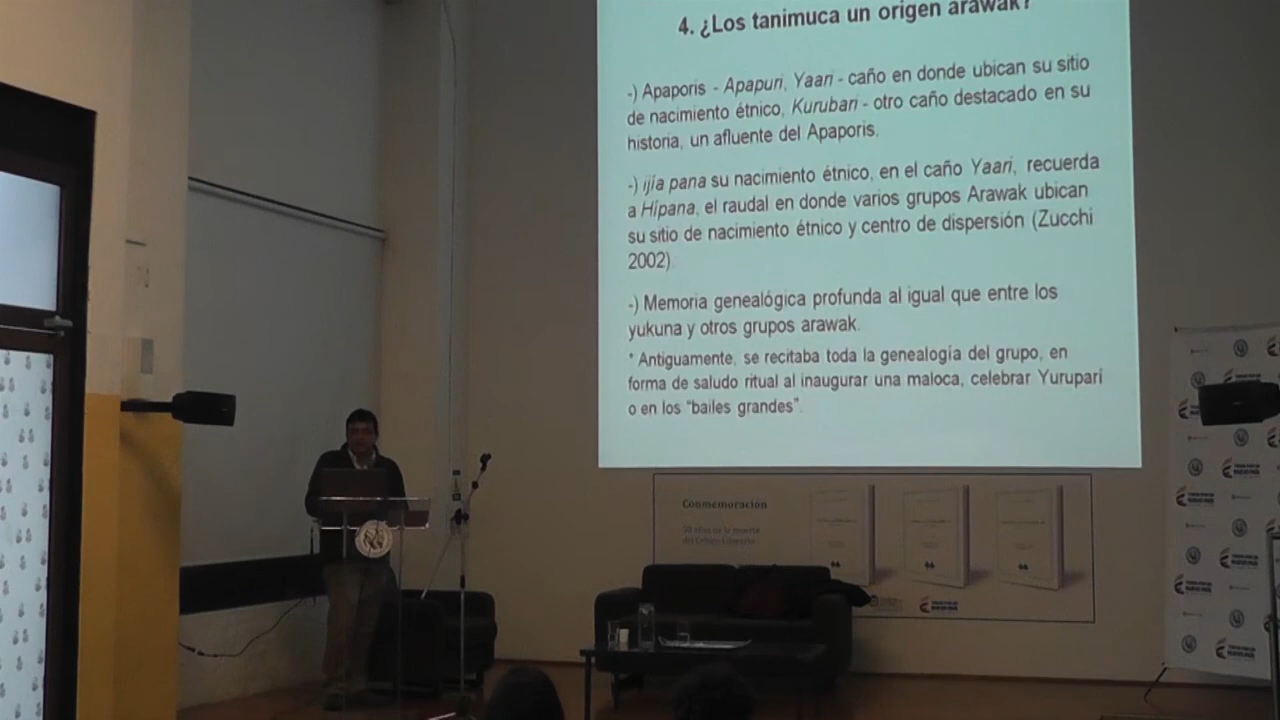 4. ¿Los tanimuca un origen arawak?
-) Apaporis - Apapuri, Yaari - caño en donde ubican su sitio
de nacimiento étnico, Kurubari - otro caño destacado en su
historia, un afluente del Apaporis.
-) ijía pana su nacimiento étnico, en el caño Yaari, recuerda
a Hípana, el raudal en donde varios grupos Arawak ubican
su sitio de nacimiento étnico y centro de dispersión (Zucchi
2002).
-) Memoria genealógica profunda al igual que entre los
yukuna y otros grupos arawak.
* Antiguamente, se recitaba toda la genealogía del grupo, en
forma de saludo ritual al inaugurar una maloca, celebrar Yurupari
o en los "bailes grandes".
Conmemoración